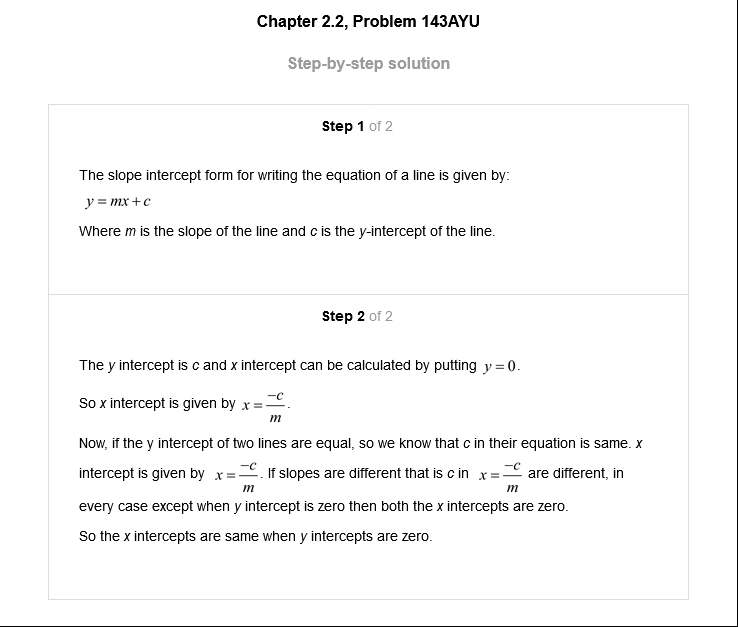 Chapter 2.2, Problem 143AYU
Step-by-step solution
Step 1 of 2
The slope intercept form for writing the equation of a line is given by:
y = mx + c
Where m is the slope of the line and c is the y-intercept of the line.
Step 2 of 2
The y intercept is c and x intercept can be calculated by putting y = 0.
So x intercept is given by x = -c/m.
Now, if the y intercept of two lines are equal, so we know that c in their equation is same. x
intercept is given by x = -c/m. If slopes are different that is c in x = -c/m are different, in
every case except when y intercept is zero then both the x intercepts are zero.
So the x intercepts are same when y intercepts are zero.